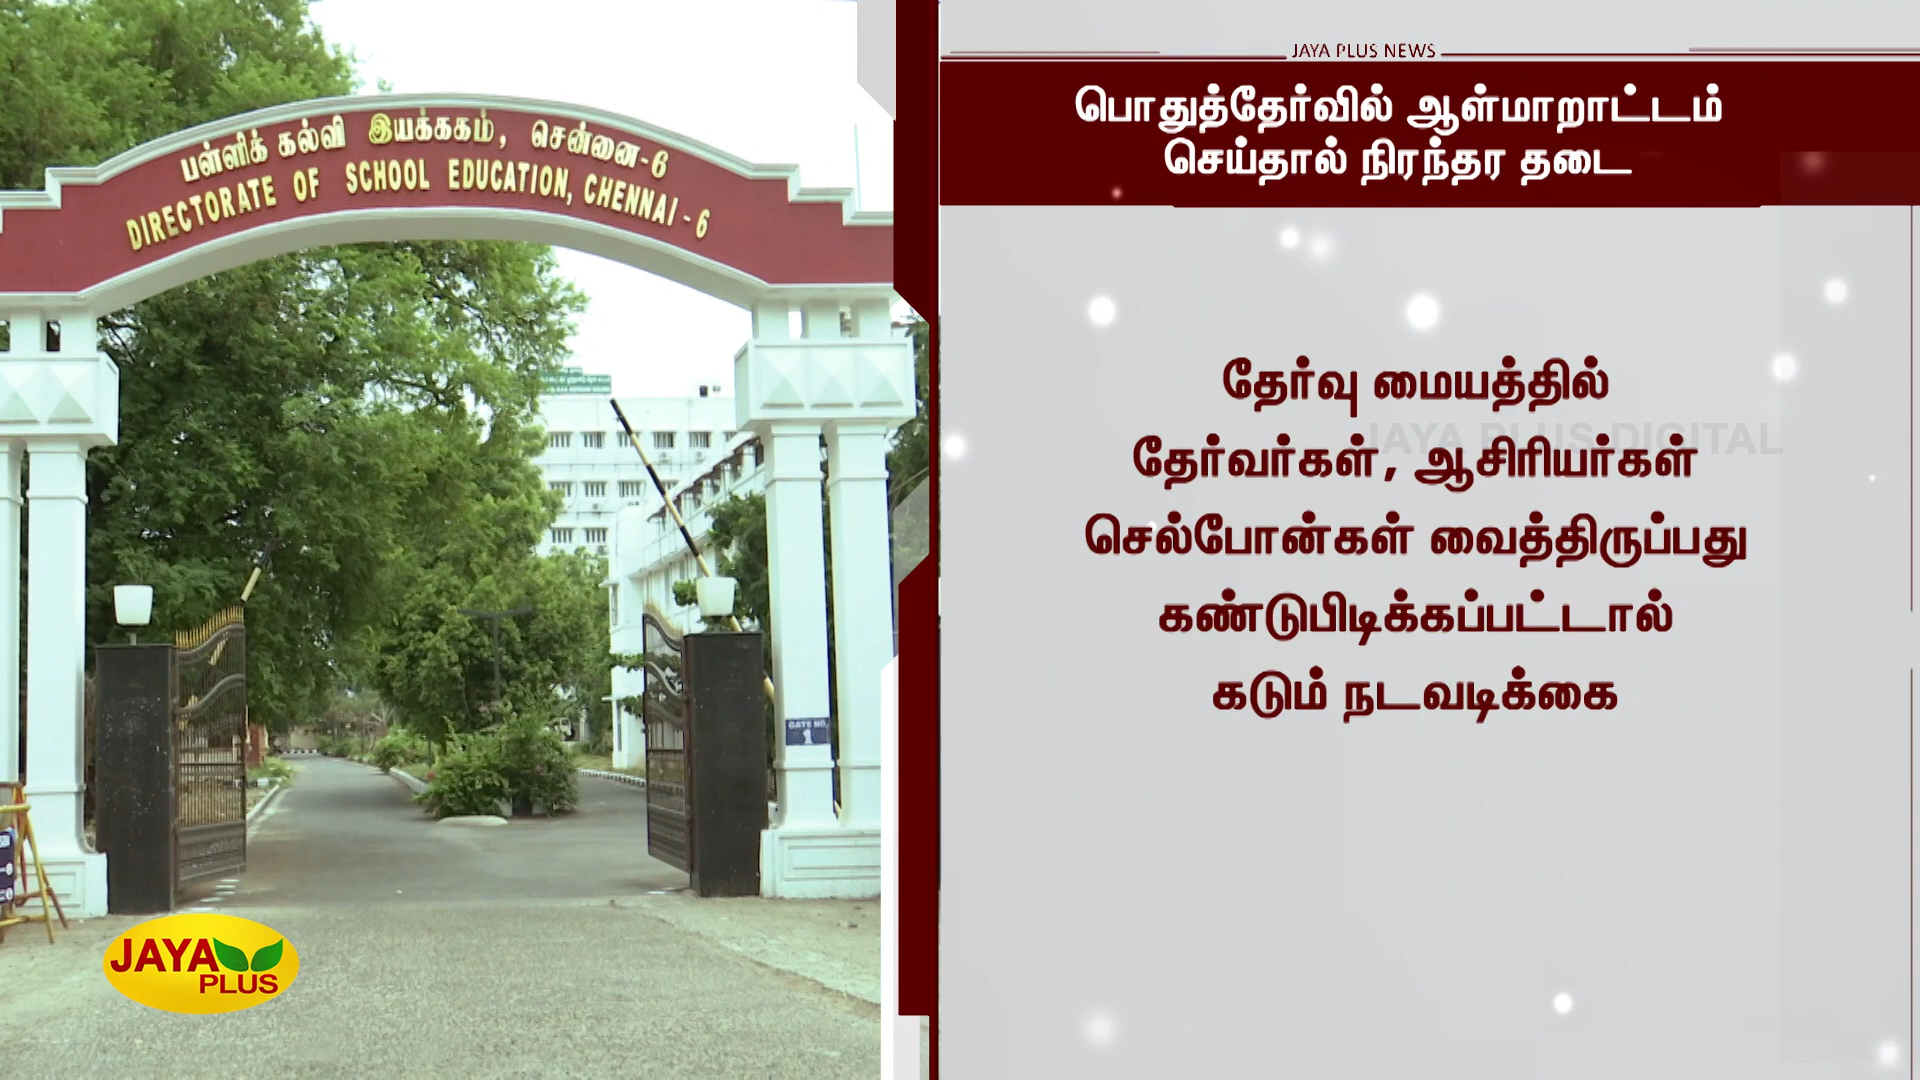 பள்ளிக் கல்வி இயக்ககம், சென்னை-6
DIRECTORATE OF SCHOOL EDUCATION, CHENNAI - 6
GATE NO.
1
JAYA PLUS
JAYA PLUS NEWS
பொதுத்தேர்வில் ஆள்மாறாட்டம்
செய்தால் நிரந்தர தடை
JAYA PLUS DIGITAL
தேர்வு மையத்தில்
தேர்வர்கள், ஆசிரியர்கள்
செல்போன்கள் வைத்திருப்பது
கண்டுபிடிக்கப்பட்டால்
கடும் நடவடிக்கை